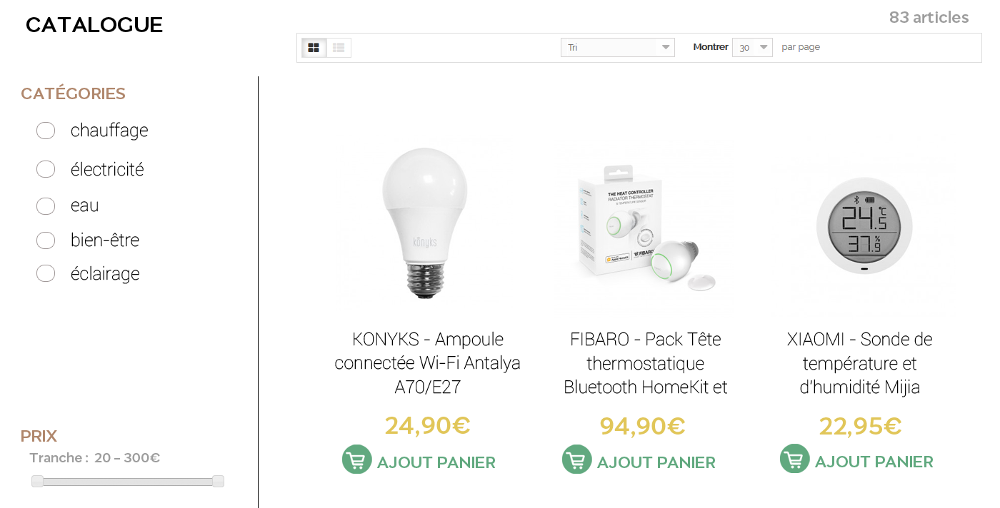 CATALOGUE
83 articles
Tri
Montrer 30 par page
CATÉGORIES
chauffage
électricité
eau
bien-être
éclairage
PRIX
Tranche : 20 – 300€
kōnyks
KONYKS - Ampoule
connectée Wi-Fi Antalya
A70/E27
24,90€
AJOUT PANIER
THE HEAT CONTROLLER
RADIATOR THERMOSTAT
& TEMPERATURE SENSOR
Apple HomeKit
FIBARO
FIBARO - Pack Tête
thermostatique
Bluetooth HomeKit et
94,90€
AJOUT PANIER
24.5 °C
37.9 %
XIAOMI - Sonde de
température et
d'humidité Mijia
22,95€
AJOUT PANIER